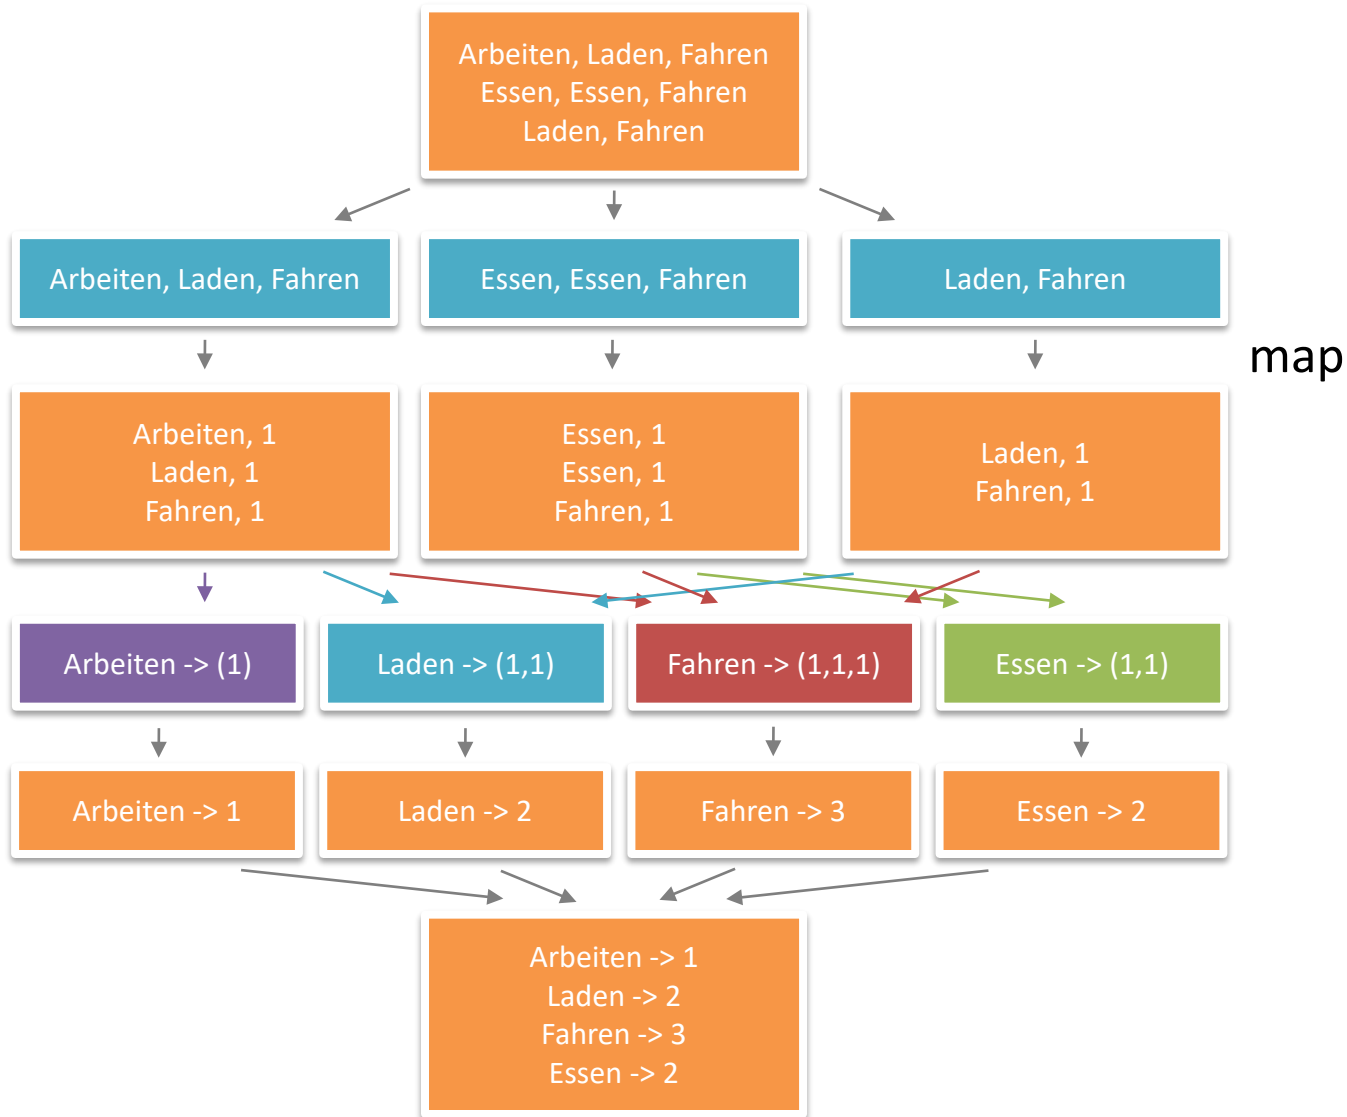 Arbeiten, Laden, Fahren
Essen, Essen, Fahren
Laden, Fahren
Arbeiten, Laden, Fahren
Essen, Essen, Fahren
Laden, Fahren
map
Arbeiten, 1
Laden, 1
Fahren, 1
Essen, 1
Essen, 1
Fahren, 1
Laden, 1
Fahren, 1
Arbeiten -> (1)
Laden -> (1,1)
Fahren -> (1,1,1)
Essen -> (1,1)
Arbeiten -> 1
Laden -> 2
Fahren -> 3
Essen -> 2
Arbeiten -> 1
Laden -> 2
Fahren -> 3
Essen -> 2